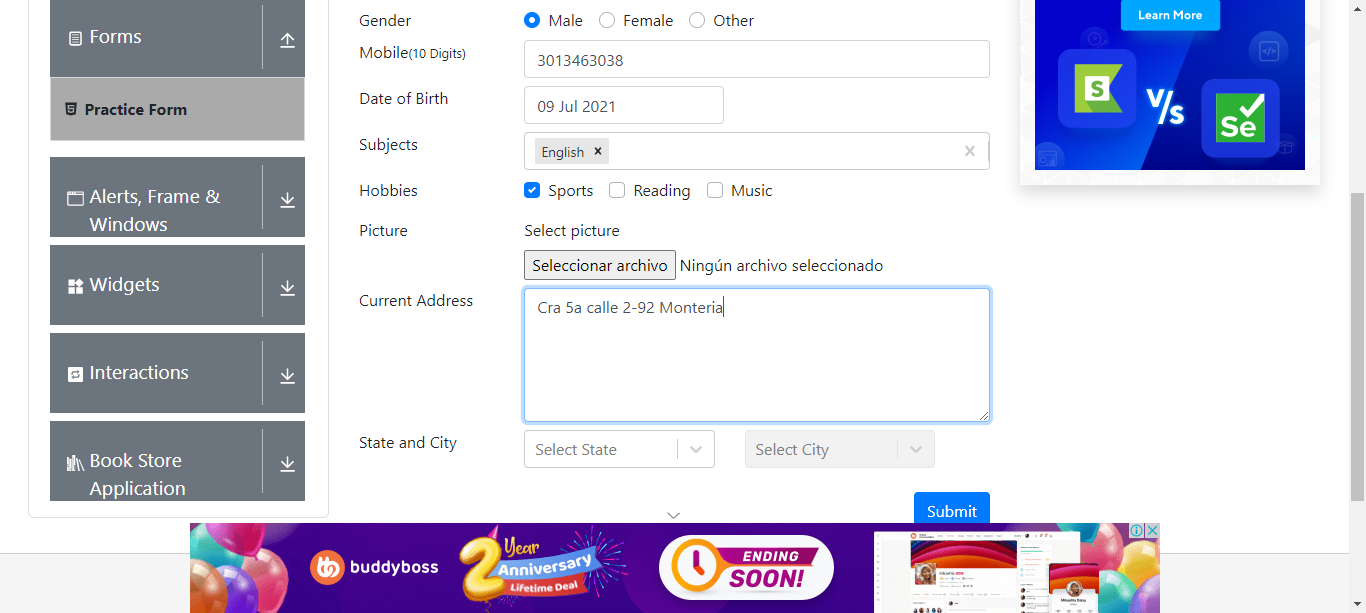 Forms
Practice Form
Alerts, Frame &
Windows
Widgets
Interactions
Book Store
Application
Gender
Male
Female
Other
Mobile(10 Digits)
3013463038
Date of Birth
09 Jul 2021
Subjects
English ×
Hobbies
Sports
Reading
Music
Picture
Select picture
Seleccionar archivo
Ningún archivo seleccionado
Current Address
Cra 5a calle 2-92 Monteria
State and City
Select State
Select City
Submit
Learn More
S
V/s
Se
buddyboss
2 Year
Anniversary
Lifetime Deal
ENDING
SOON!